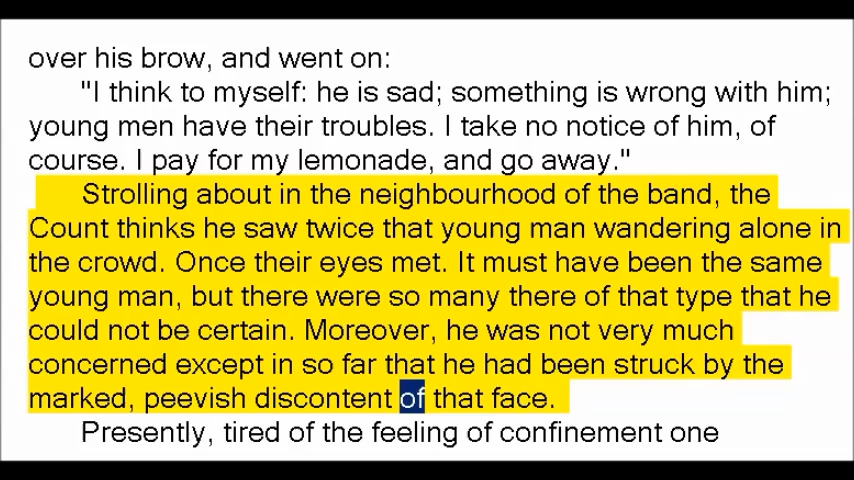 over his brow, and went on:
"I think to myself: he is sad; something is wrong with him;
young men have their troubles. I take no notice of him, of
course. I pay for my lemonade, and go away."
Strolling about in the neighbourhood of the band, the
Count thinks he saw twice that young man wandering alone in
the crowd. Once their eyes met. It must have been the same
young man, but there were so many there of that type that he
could not be certain. Moreover, he was not very much
concerned except in so far that he had been struck by the
marked, peevish discontent of that face.
Presently, tired of the feeling of confinement one